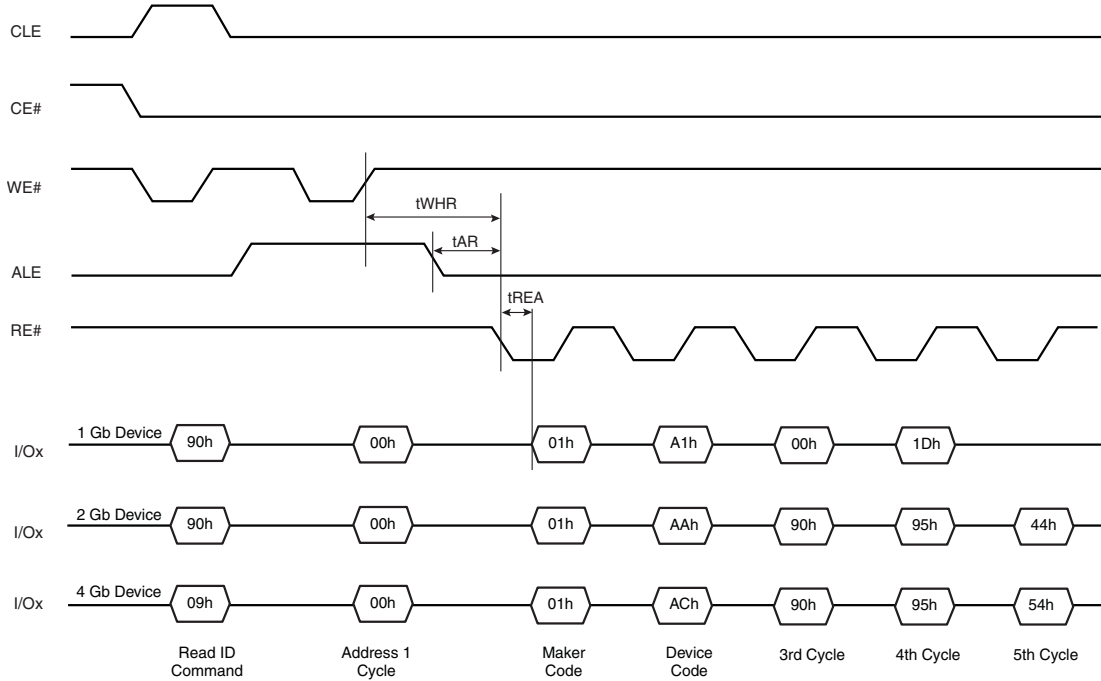 CLE
CE#
WE#
tWHR
tAR
ALE
tREA
RE#
1 Gb Device
I/Ox
90h
00h
01h
A1h
00h
1Dh
2 Gb Device
I/Ox
90h
00h
01h
AAh
90h
95h
44h
4 Gb Device
I/Ox
09h
00h
01h
ACh
90h
95h
54h
Read ID
Command
Address 1
Cycle
Maker
Code
Device
Code
3rd Cycle
4th Cycle
5th Cycle